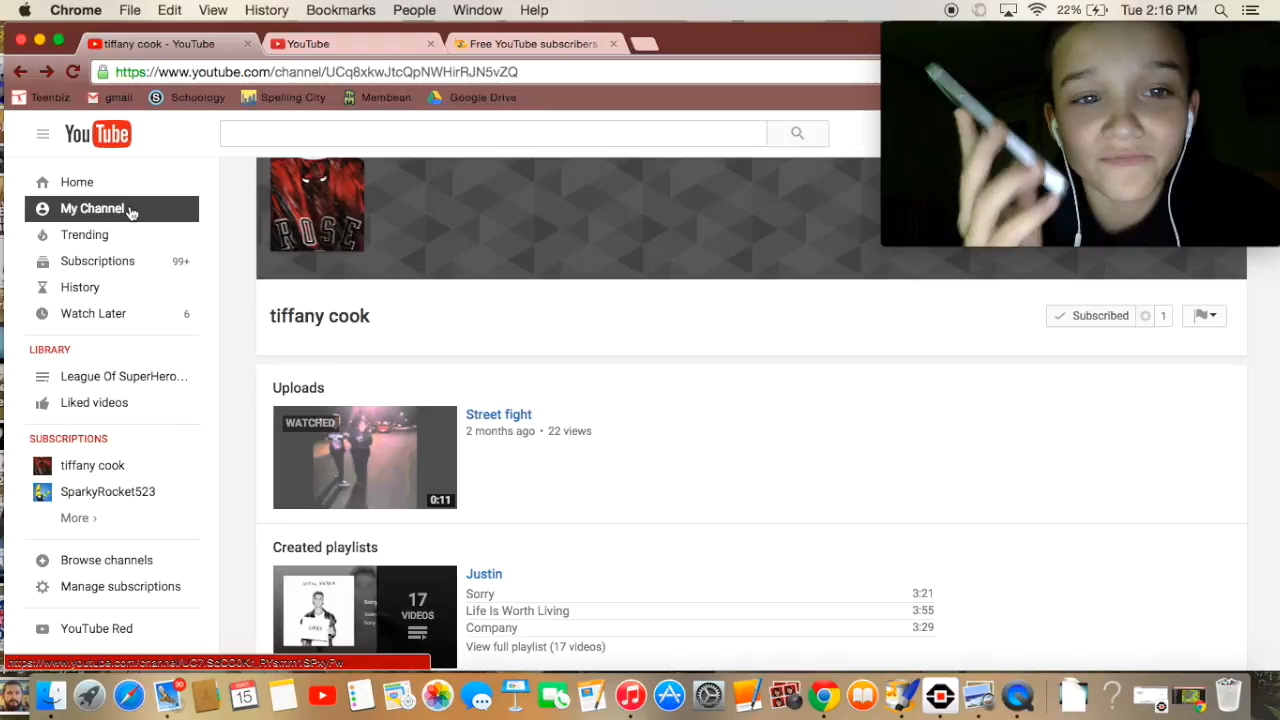 Chrome File Edit View History Bookmarks People Window Help 22% Tue 2:16 PM
tiffany cook - YouTube YouTube Free YouTube subscribers
https://www.youtube.com/channel/UCq8xkwJtcQpNWHirRJN5vZQ
Teenbiz gmail Schoology Spelling City Membean Google Drive
YouTube
Home
My Channel
Trending
Subscriptions 99+
History
Watch Later 6
LIBRARY
League Of SuperHero...
Liked videos
SUBSCRIPTIONS
tiffany cook
SparkyRocket523
More ›
Browse channels
Manage subscriptions
YouTube Red
ROSE
tiffany cook
Subscribed 1
Uploads
WATCHED
0:11
Street fight
2 months ago • 22 views
Created playlists
17
VIDEOS
Justin
Sorry 3:21
Life Is Worth Living 3:55
Company 3:29
View full playlist (17 videos)
MAR
15
30